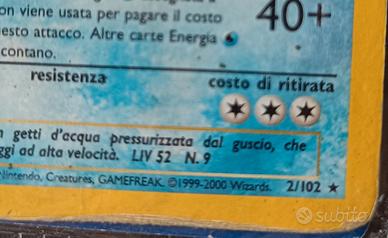 on viene usata per pagare il costo
esto attacco. Altre carte Energia
contano.
40+
resistenza
costo di ritirata
getti d'acqua pressurizzata dal guscio, che
ggi ad alta velocità. LIV 52 N. 9
Nintendo, Creatures, GAMEFREAK. ©1999-2000 Wizards. 2/102 ★
subito